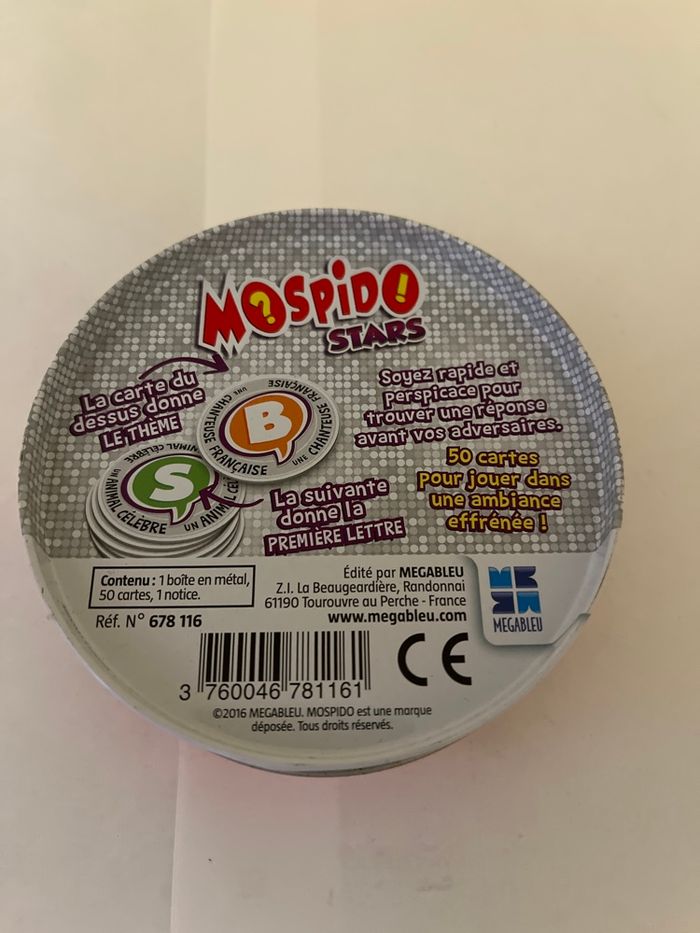 MOSPIDO
STARS
La carte du
dessus donne
LE THÈME
UNE CHANTEUSE FRANÇAISE
B
UNE CHANTEUSE FRANÇAISE
Soyez rapide et
perspicace pour
trouver une réponse
avant vos adversaires.
50 cartes
pour jouer dans
une ambiance
effrénée !
UN ANIMAL CÉLÈBRE
S
La suivante
donne la
PREMIÈRE LETTRE
Contenu : 1 boîte en métal,
50 cartes, 1 notice.
Réf. N° 678 116
Édité par MEGABLEU
Z.I. La Beaugeardière, Randonnai
61190 Tourouvre au Perche - France
www.megableu.com
MEGABLEU
3 760046 781161
CE
©2016 MEGABLEU. MOSPIDO est une marque
déposée. Tous droits réservés.